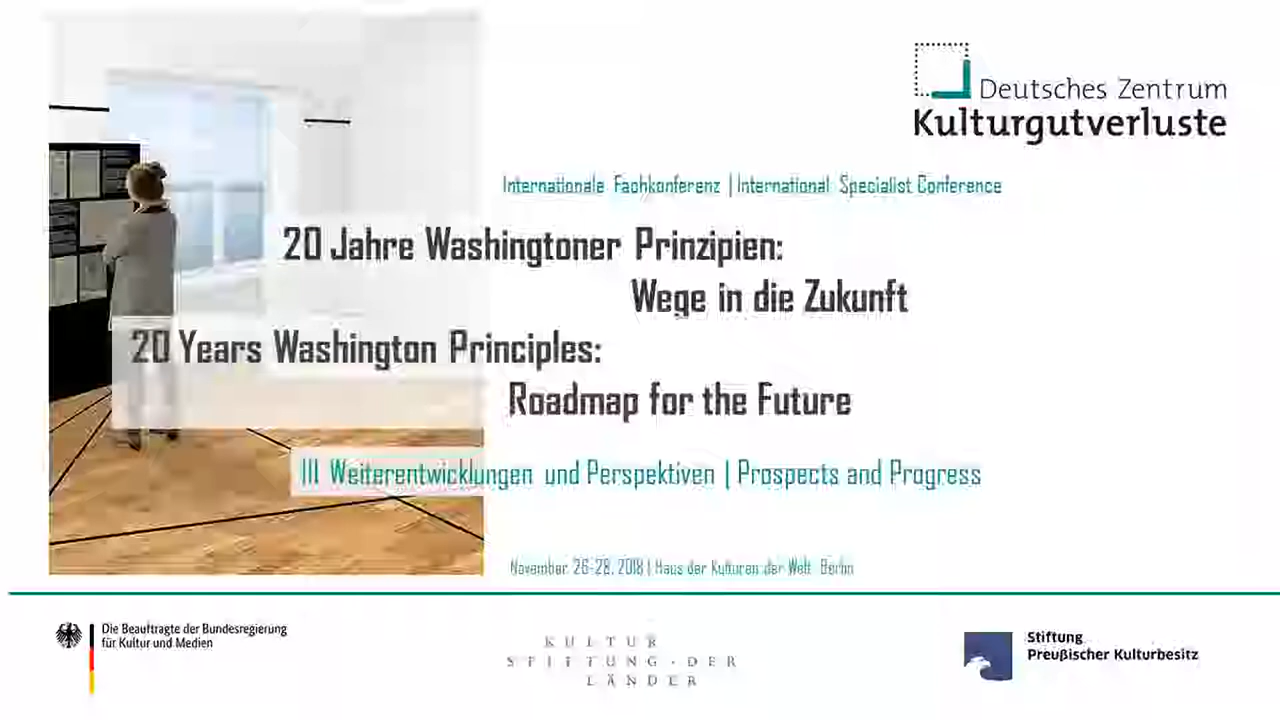 Deutsches Zentrum
Kulturgutverluste
Internationale Fachkonferenz | International Specialist Conference
20 Jahre Washingtoner Prinzipien:
Wege in die Zukunft
20 Years Washington Principles:
Roadmap for the Future
III Weiterentwicklungen und Perspektiven | Prospects and Progress
November 26-28, 2018 | Haus der Kulturen der Welt Berlin
Die Beauftragte der Bundesregierung
für Kultur und Medien
KULTUR
STIFTUNG · DER
LÄNDER
Stiftung
Preußischer Kulturbesitz